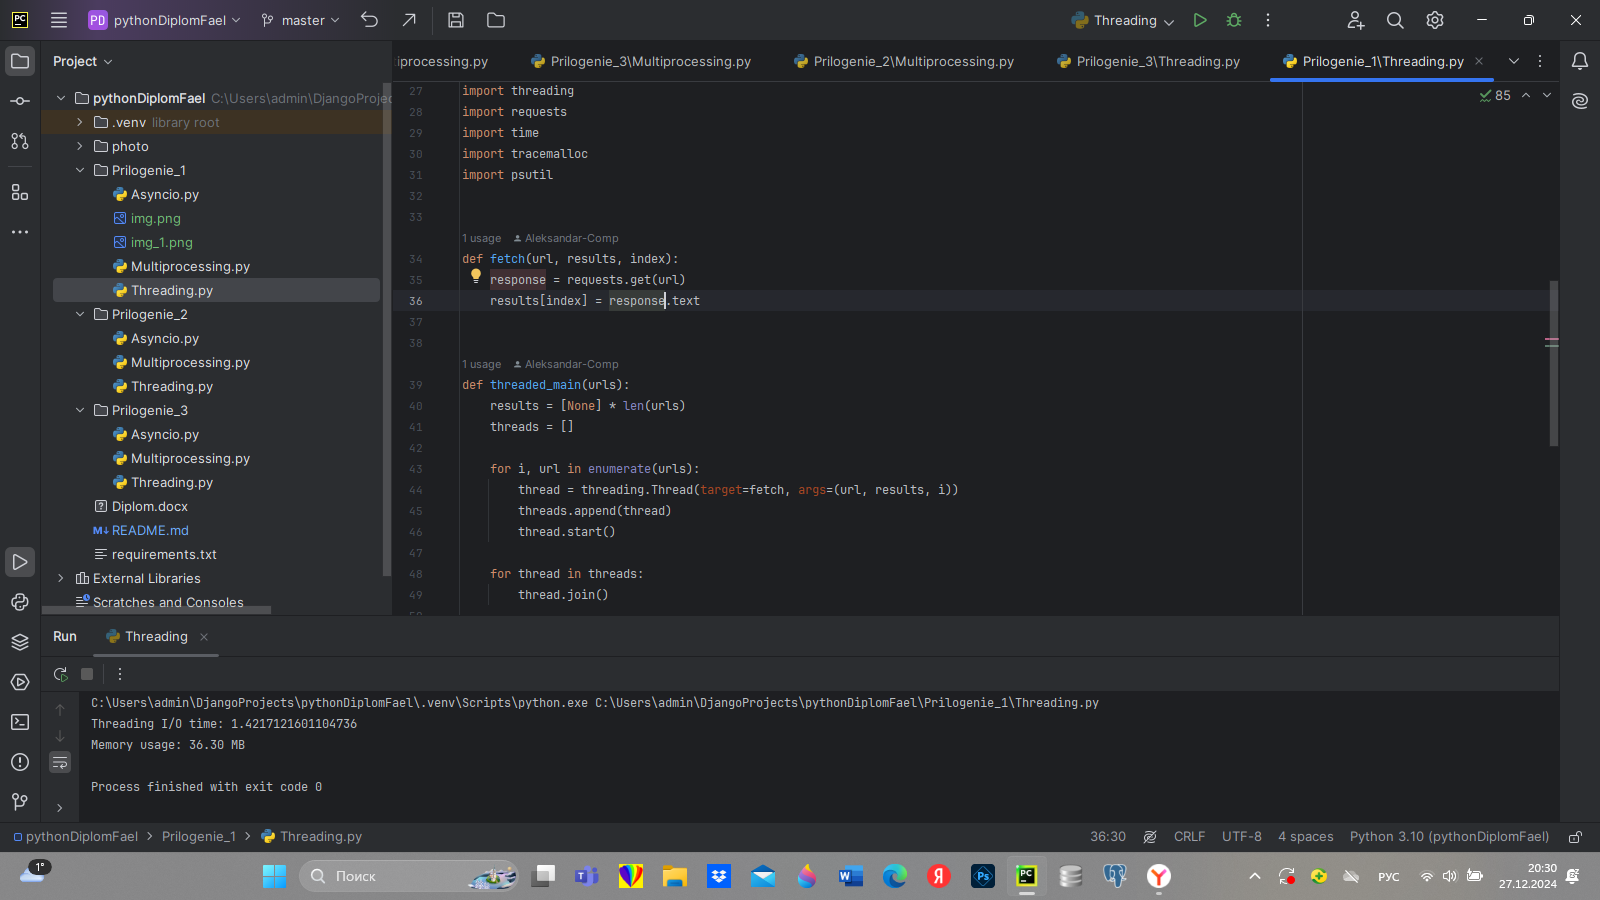 PC
PD pythonDiplomFael
master
Threading
Project
iprocessing.py
Prilogenie_3\Multiprocessing.py
Prilogenie_2\Multiprocessing.py
Prilogenie_3\Threading.py
Prilogenie_1\Threading.py
pythonDiplomFael C:\Users\admin\DjangoProjec
.venv library root
photo
Prilogenie_1
Asyncio.py
img.png
img_1.png
Multiprocessing.py
Threading.py
Prilogenie_2
Asyncio.py
Multiprocessing.py
Threading.py
Prilogenie_3
Asyncio.py
Multiprocessing.py
Threading.py
Diplom.docx
M↓ README.md
requirements.txt
External Libraries
Scratches and Consoles
85
27 import threading
28 import requests
29 import time
30 import tracemalloc
31 import psutil
32
33
1 usage Aleksandar-Comp
34 def fetch(url, results, index):
35 response = requests.get(url)
36 results[index] = response.text
37
38
1 usage Aleksandar-Comp
39 def threaded_main(urls):
40 results = [None] * len(urls)
41 threads = []
42
43 for i, url in enumerate(urls):
44 thread = threading.Thread(target=fetch, args=(url, results, i))
45 threads.append(thread)
46 thread.start()
47
48 for thread in threads:
49 thread.join()
50
Run
Threading
C:\Users\admin\DjangoProjects\pythonDiplomFael\.venv\Scripts\python.exe C:\Users\admin\DjangoProjects\pythonDiplomFael\Prilogenie_1\Threading.py
Threading I/O time: 1.4217121601104736
Memory usage: 36.30 MB
Process finished with exit code 0
pythonDiplomFael > Prilogenie_1 > Threading.py
36:30 CRLF UTF-8 4 spaces Python 3.10 (pythonDiplomFael)
1°
Поиск
W
Я
Ps
PC
Y
РУС
20:30
27.12.2024